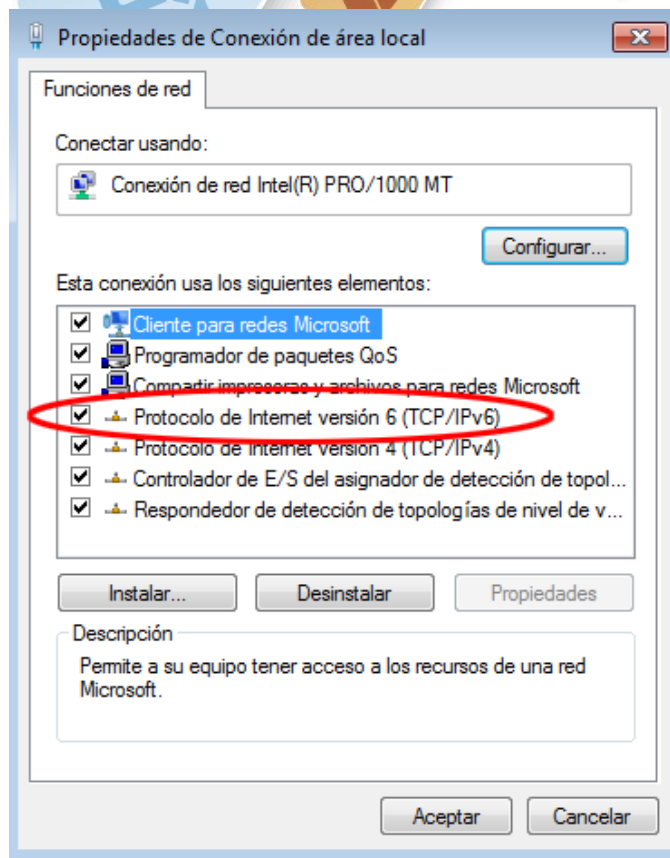 Propiedades de Conexión de área local
Funciones de red
Conectar usando:
Conexión de red Intel(R) PRO/1000 MT
Configurar...
Esta conexión usa los siguientes elementos:
Cliente para redes Microsoft
Programador de paquetes QoS
Compartir impresoras y archivos para redes Microsoft
Protocolo de Internet versión 6 (TCP/IPv6)
Protocolo de Internet versión 4 (TCP/IPv4)
Controlador de E/S del asignador de detección de topol...
Respondedor de detección de topologías de nivel de v...
Instalar... Desinstalar Propiedades
Descripción
Permite a su equipo tener acceso a los recursos de una red
Microsoft.
Aceptar Cancelar